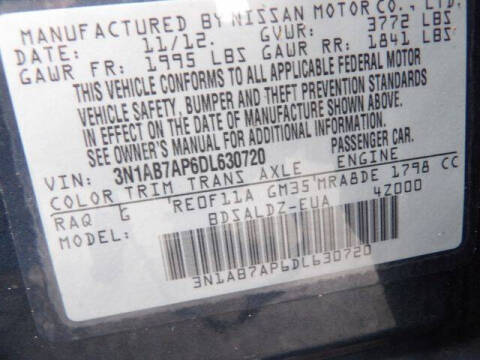 MANUFACTURED BY NISSAN MOTOR CO., LTD.
DATE: 11/12. GVWR: 3772 LBS
GAWR FR: 1995 LBS GAWR RR: 1841 LBS
THIS VEHICLE CONFORMS TO ALL APPLICABLE FEDERAL MOTOR
VEHICLE SAFETY, BUMPER AND THEFT PREVENTION STANDARDS
IN EFFECT ON THE DATE OF MANUFACTURE SHOWN ABOVE.
SEE OWNER'S MANUAL FOR ADDITIONAL INFORMATION.
VIN: 3N1AB7AP6DL630720 PASSENGER CAR.
COLOR TRIM TRANS AXLE ENGINE
RAQ G RE0F11A GM35 MRA8DE 1798 CC
MODEL: BDSALDZ-EUA 4Z000
3N1AB7AP6DL630720